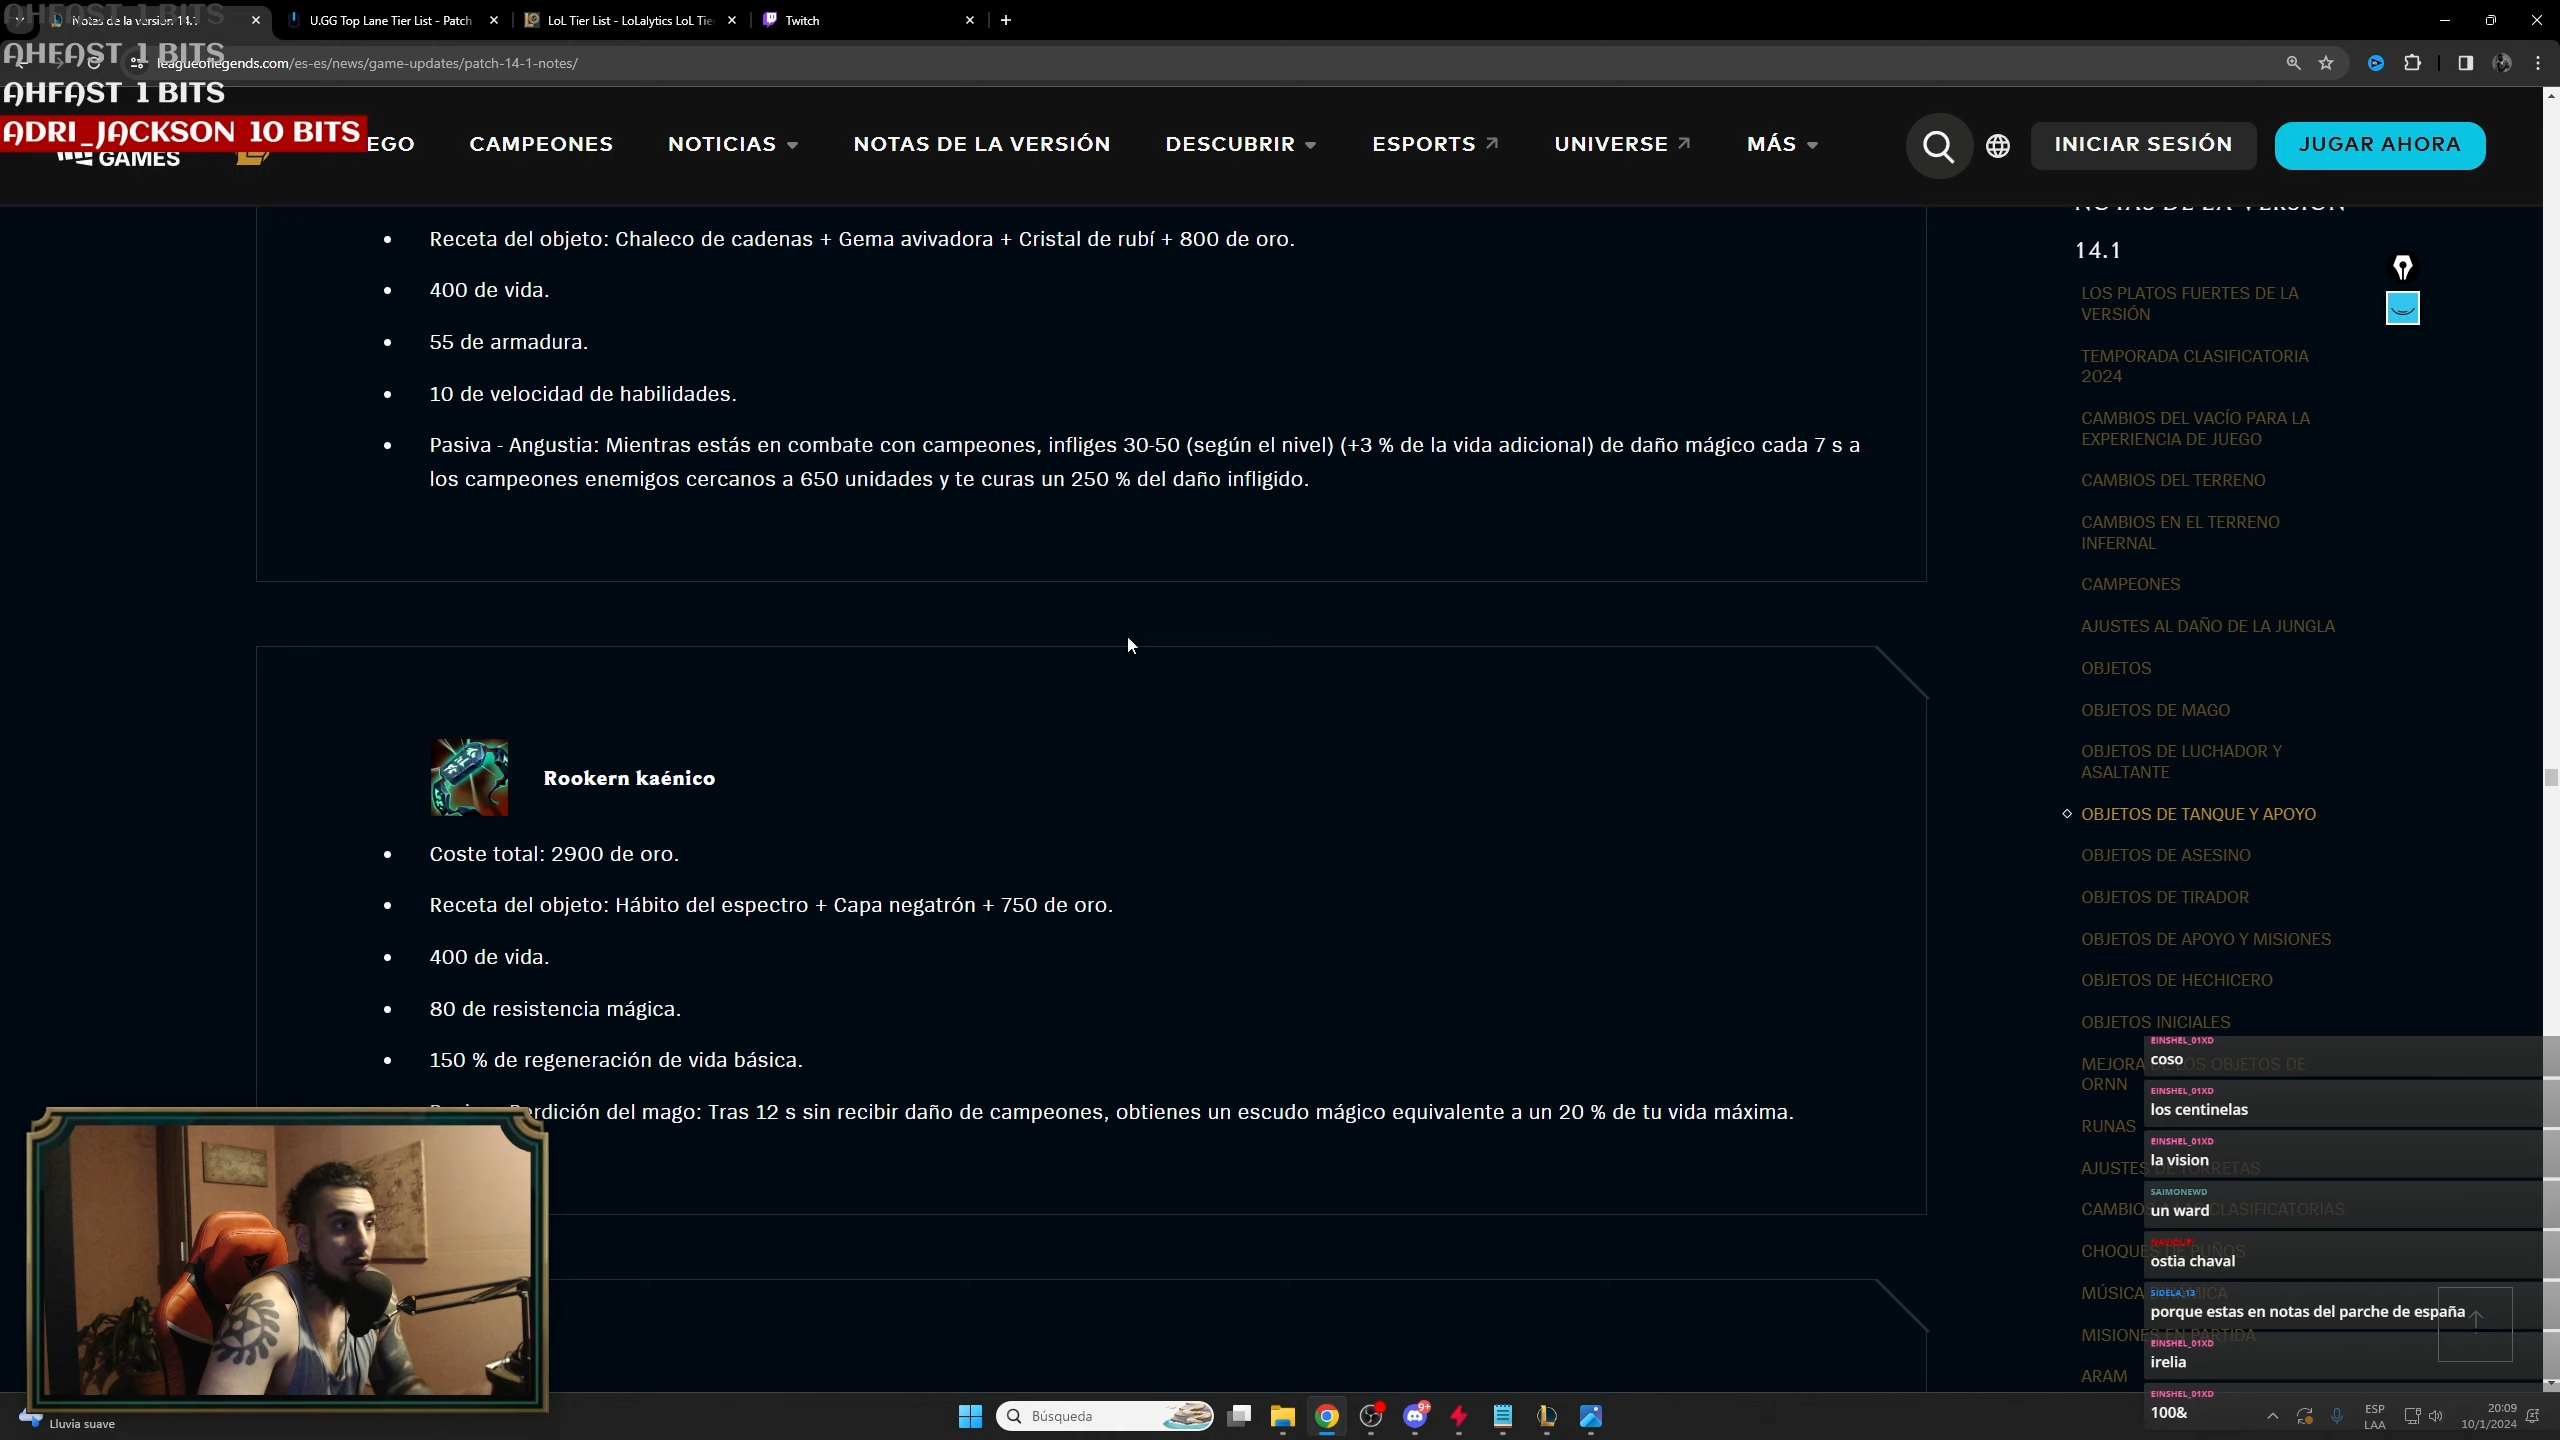 Notas de la versión 14.1
U.GG Top Lane Tier List - Patch
LoL Tier List - LoLalytics LoL Tie
Twitch
AHFAST 1 BITS
AHFAST 1 BITS
AHFAST 1 BITS
ADRI_JACKSON 10 BITS
leagueoflegends.com/es-es/news/game-updates/patch-14-1-notes/
GAMES
EGO
CAMPEONES
NOTICIAS
NOTAS DE LA VERSIÓN
DESCUBRIR
ESPORTS
UNIVERSE
MÁS
INICIAR SESIÓN
JUGAR AHORA
• Receta del objeto: Chaleco de cadenas + Gema avivadora + Cristal de rubí + 800 de oro.
• 400 de vida.
• 55 de armadura.
• 10 de velocidad de habilidades.
• Pasiva - Angustia: Mientras estás en combate con campeones, infliges 30-50 (según el nivel) (+3 % de la vida adicional) de daño mágico cada 7 s a
los campeones enemigos cercanos a 650 unidades y te curas un 250 % del daño infligido.
Rookern kaénico
• Coste total: 2900 de oro.
• Receta del objeto: Hábito del espectro + Capa negatrón + 750 de oro.
• 400 de vida.
• 80 de resistencia mágica.
• 150 % de regeneración de vida básica.
Perdición del mago: Tras 12 s sin recibir daño de campeones, obtienes un escudo mágico equivalente a un 20 % de tu vida máxima.
NOTAS DE LA VERSIÓN
14.1
LOS PLATOS FUERTES DE LA
VERSIÓN
TEMPORADA CLASIFICATORIA
2024
CAMBIOS DEL VACÍO PARA LA
EXPERIENCIA DE JUEGO
CAMBIOS DEL TERRENO
CAMBIOS EN EL TERRENO
INFERNAL
CAMPEONES
AJUSTES AL DAÑO DE LA JUNGLA
OBJETOS
OBJETOS DE MAGO
OBJETOS DE LUCHADOR Y
ASALTANTE
OBJETOS DE TANQUE Y APOYO
OBJETOS DE ASESINO
OBJETOS DE TIRADOR
OBJETOS DE APOYO Y MISIONES
OBJETOS DE HECHICERO
OBJETOS INICIALES
MEJORA DE LOS OBJETOS DE
ORNN
RUNAS
AJUSTES DE TORRETAS
CAMBIOS CLASIFICATORIAS
CHOQUES DE PUÑOS
MÚSICA DINÁMICA
MISIONES EN PARTIDA
ARAM
EINSHEL_01XD
coso
EINSHEL_01XD
los centinelas
EINSHEL_01XD
la vision
SAIMONEWD
un ward
ostia chaval
SIDELA_13
porque estas en notas del parche de españa
EINSHEL_01XD
irelia
EINSHEL_01XD
100&
Lluvia suave
Búsqueda
9+
ESP
LAA
20:09
10/1/2024